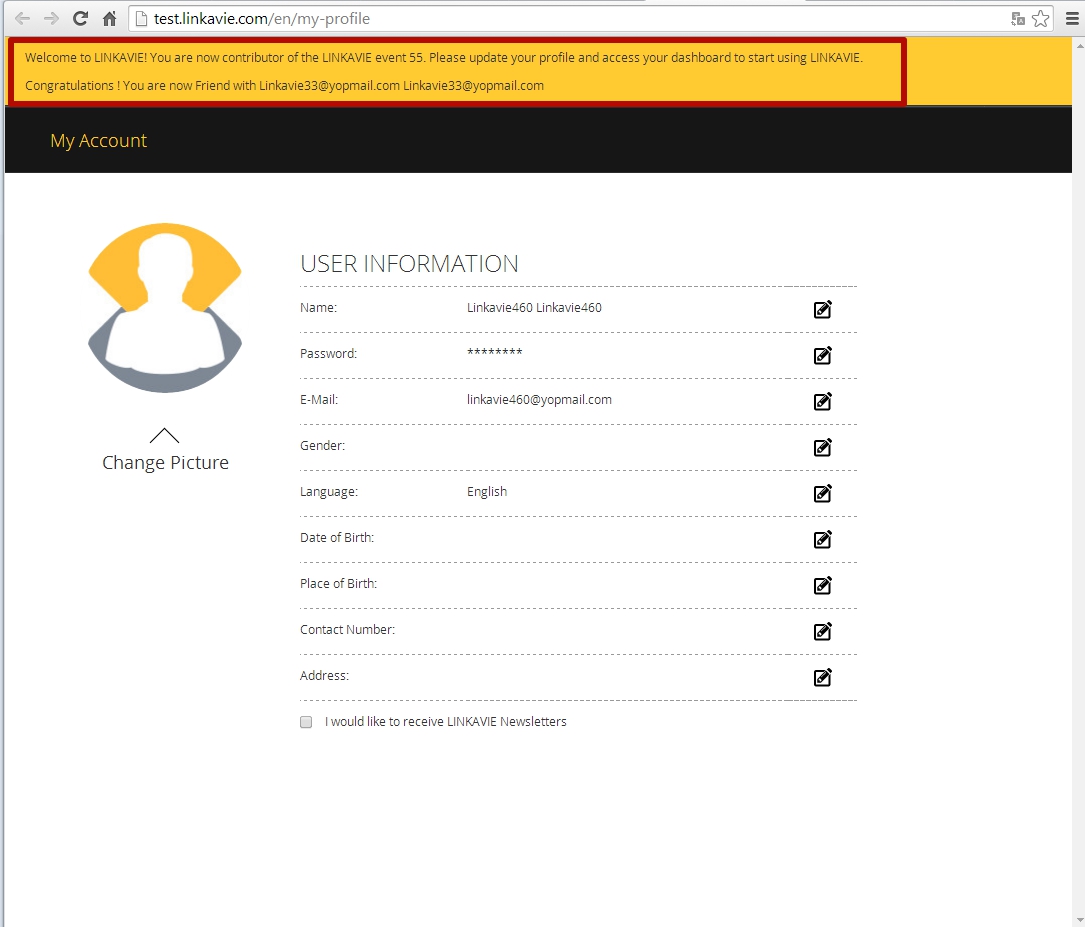 test.linkavie.com/en/my-profile
Welcome to LINKAVIE! You are now contributor of the LINKAVIE event 55. Please update your profile and access your dashboard to start using LINKAVIE.
Congratulations ! You are now Friend with Linkavie33@yopmail.com Linkavie33@yopmail.com
My Account
USER INFORMATION
Name: Linkavie460 Linkavie460
Password: ********
E-Mail: linkavie460@yopmail.com
Change Picture
Gender:
Language: English
Date of Birth:
Place of Birth:
Contact Number:
Address:
I would like to receive LINKAVIE Newsletters